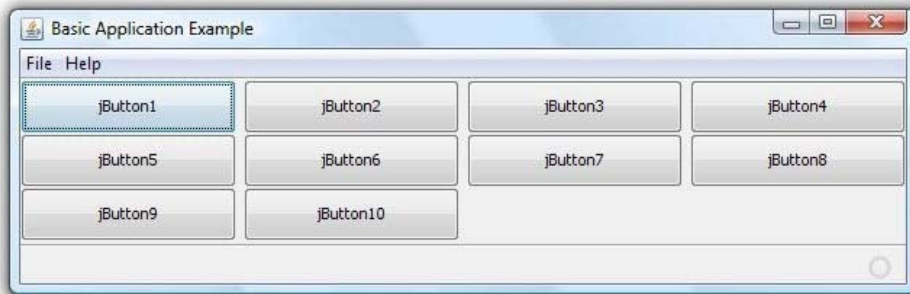 Basic Application Example
File Help
jButton1 jButton2 jButton3 jButton4
jButton5 jButton6 jButton7 jButton8
jButton9 jButton10